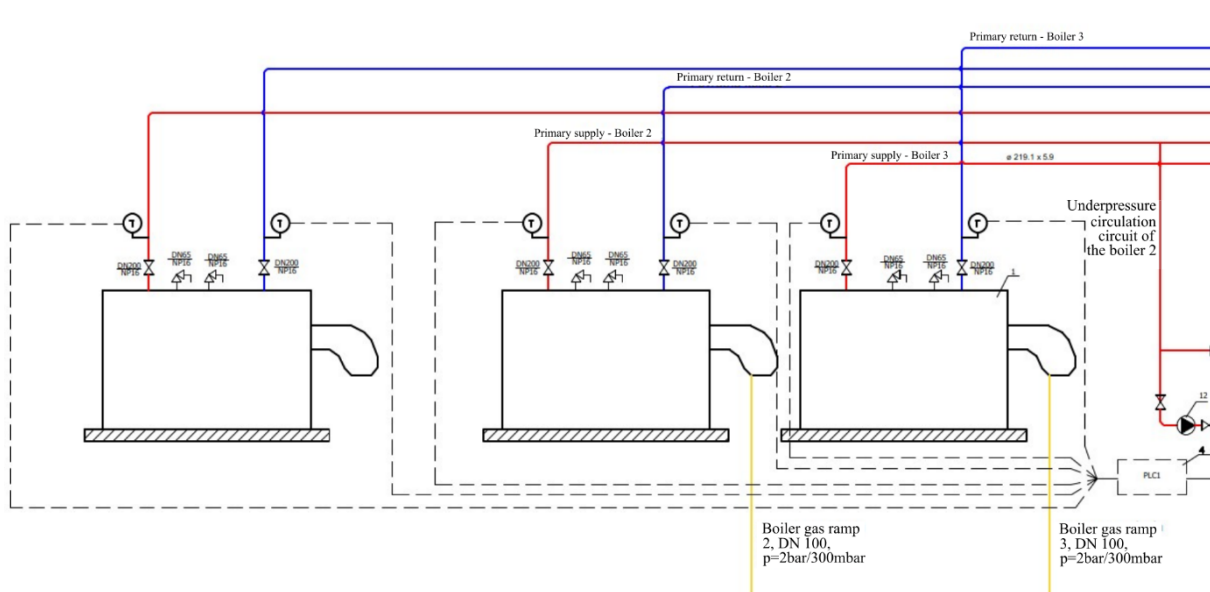 Primary return - Boiler 3
Primary return - Boiler 2
Primary supply - Boiler 2
Primary supply - Boiler 3
ø 219.1 x 5.9
Underpressure
circulation
circuit of
the boiler 2
T
T
T
T
T
T
DN200
NP16
DN65
NP16
DN65
NP16
DN200
NP16
DN200
NP16
DN65
NP16
DN65
NP16
DN200
NP16
DN200
NP16
DN65
NP16
DN65
NP16
DN200
NP16
1
12
4
PLC1
Boiler gas ramp
2, DN 100,
p=2bar/300mbar
Boiler gas ramp
3, DN 100,
p=2bar/300mbar